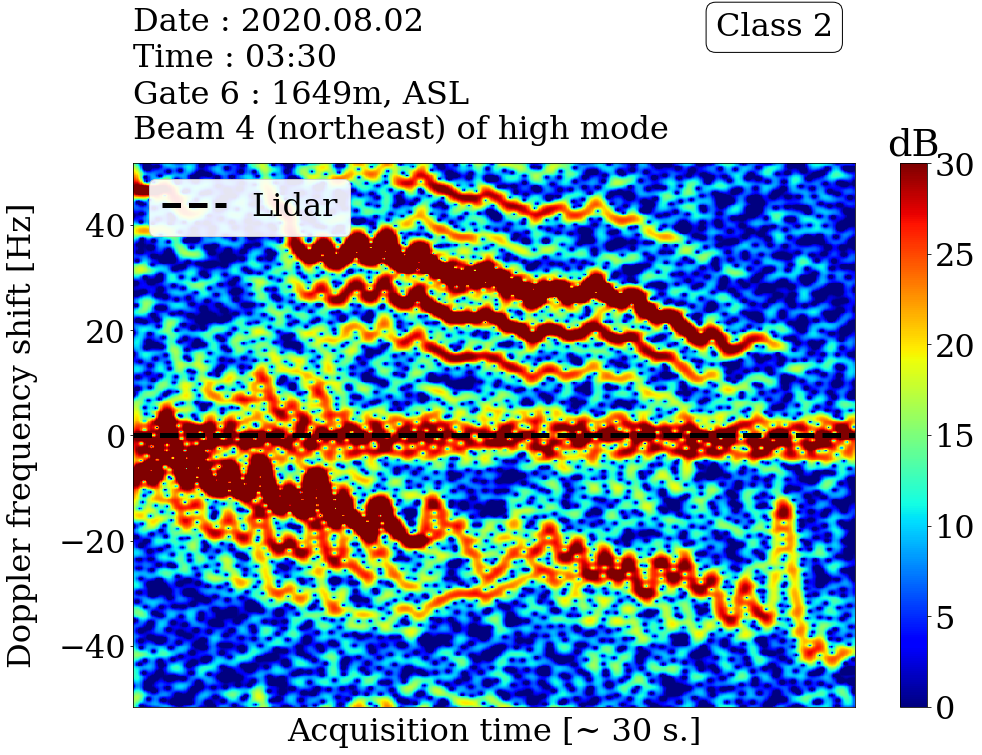 Date : 2020.08.02
Time : 03:30
Gate 6 : 1649m, ASL
Beam 4 (northeast) of high mode
Class 2
dB
Lidar
Doppler frequency shift [Hz]
40
20
0
−20
−40
Acquisition time [~ 30 s.]
30
25
20
15
10
5
0